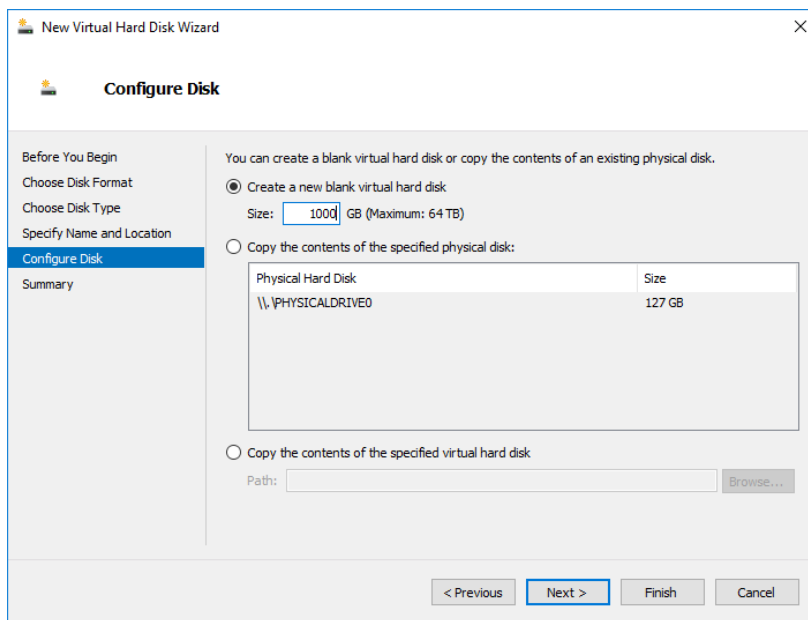 New Virtual Hard Disk Wizard
Configure Disk
Before You Begin
Choose Disk Format
Choose Disk Type
Specify Name and Location
Configure Disk
Summary
You can create a blank virtual hard disk or copy the contents of an existing physical disk.
Create a new blank virtual hard disk
Size: 1000 GB (Maximum: 64 TB)
Copy the contents of the specified physical disk:
Physical Hard Disk Size
\\.\PHYSICALDRIVE0 127 GB
Copy the contents of the specified virtual hard disk
Path: Browse...
< Previous Next > Finish Cancel